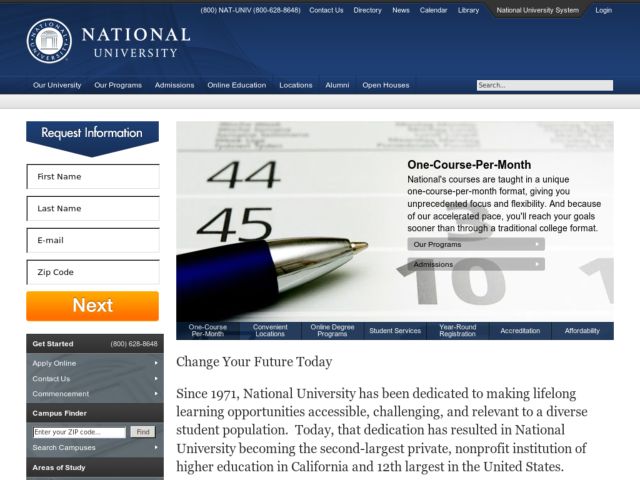 (800) NAT-UNIV (800-628-8648) Contact Us Directory News Calendar Library National University System Login
NATIONAL
UNIVERSITY
Our University Our Programs Admissions Online Education Locations Alumni Open Houses
Search...
Request Information
First Name
Last Name
E-mail
Zip Code
Next
Get Started (800) 628-8648
Apply Online
Contact Us
Commencement
Campus Finder
Enter your ZIP code... Find
Search Campuses
Areas of Study
44
45
3
10
One-Course-Per-Month
National's courses are taught in a unique
one-course-per-month format, giving you
unprecedented focus and flexibility. And because
of our accelerated pace, you'll reach your goals
sooner than through a traditional college format.
Our Programs
Admissions
One-Course
Per-Month
Convenient
Locations
Online Degree
Programs
Student Services
Year-Round
Registration
Accreditation
Affordability
Change Your Future Today
Since 1971, National University has been dedicated to making lifelong
learning opportunities accessible, challenging, and relevant to a diverse
student population.  Today, that dedication has resulted in National
University becoming the second-largest private, nonprofit institution of
higher education in California and 12th largest in the United States.